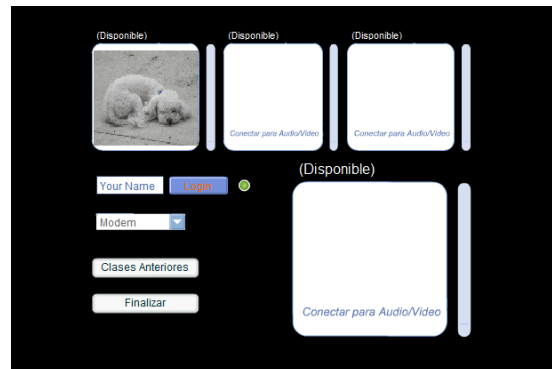 (Disponible) (Disponible) (Disponible)
Conectar para Audio/Video Conectar para Audio/Video
(Disponible)
Your Name Login
Modem
Clases Anteriores
Finalizar
Conectar para Audio/Video